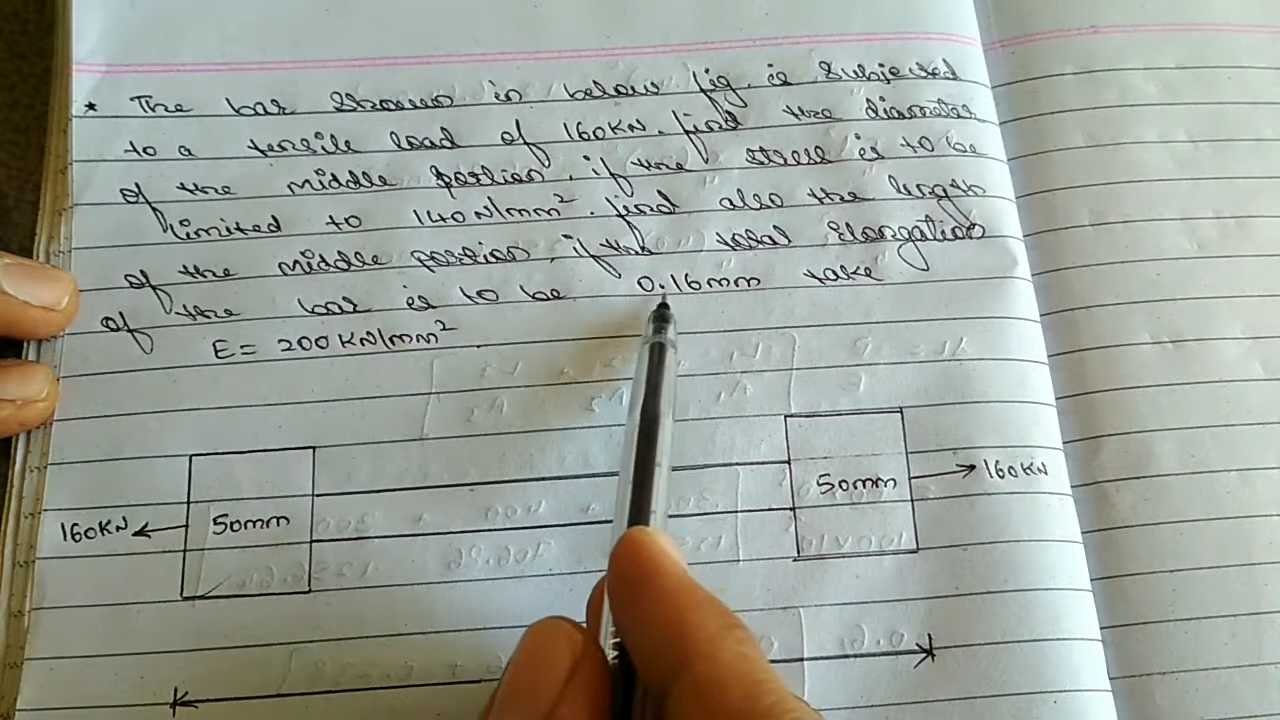 * The bar shown in below fig. is subjected
to a tensile load of 160KN. find the diameter
of the middle portion, if the stress is to be
limited to 140N/mm². find also the length
of the middle portion, if the total Elongation
of the bar is to be 0.16mm take
E = 200KN/mm²
160KN 50mm 50mm 160KN